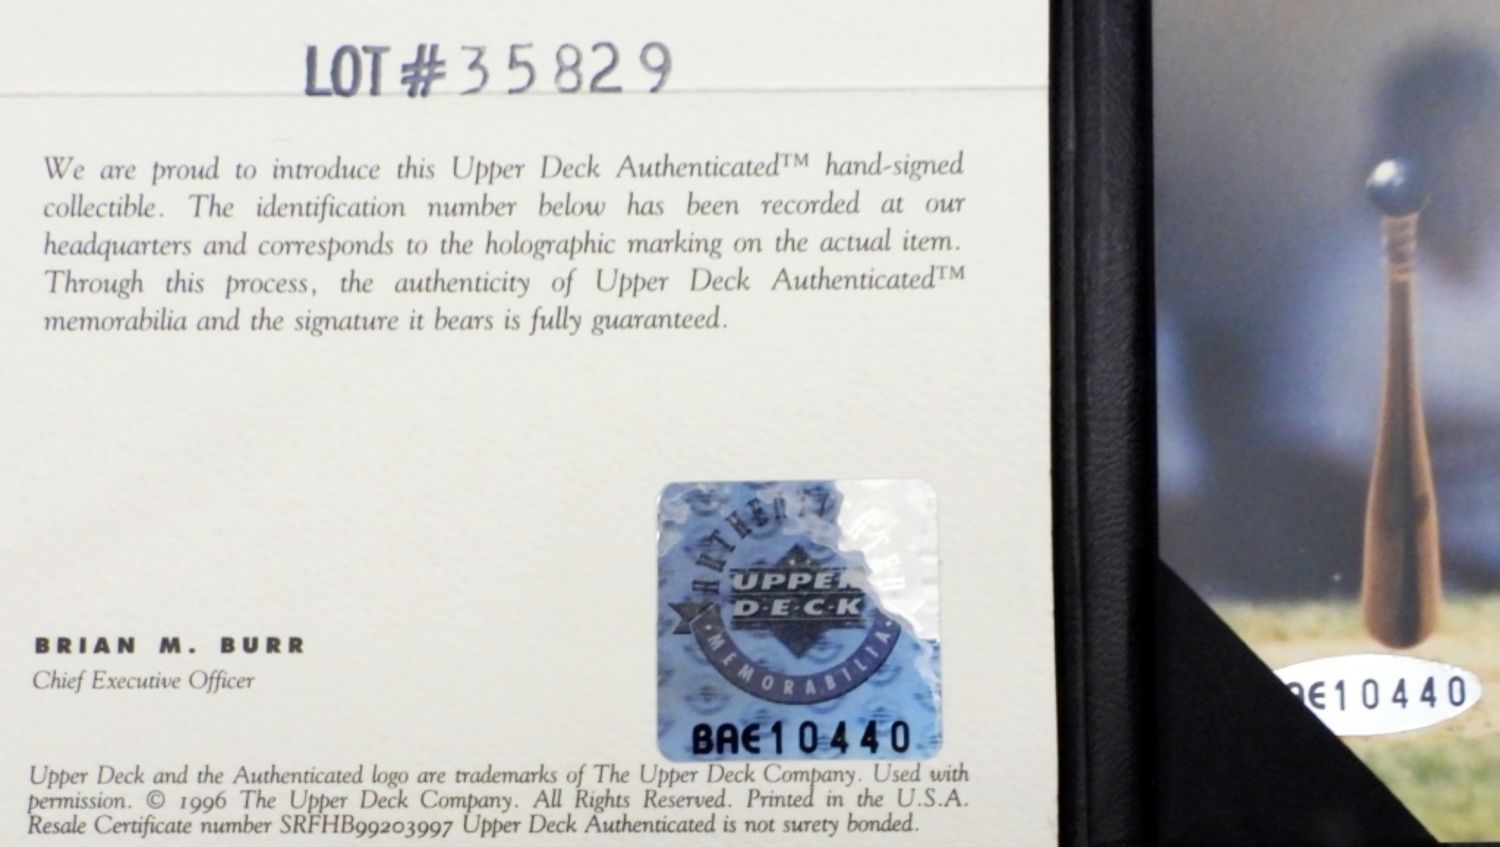 LOT #35829
We are proud to introduce this Upper Deck Authenticated™ hand-signed
collectible. The identification number below has been recorded at our
headquarters and corresponds to the holographic marking on the actual item.
Through this process, the authenticity of Upper Deck Authenticated™
memorabilia and the signature it bears is fully guaranteed.
UPPER
D·E·C·K
·MEMORABILIA·
BAE10440
BRIAN M. BURR
Chief Executive Officer
Upper Deck and the Authenticated logo are trademarks of The Upper Deck Company. Used with
permission. © 1996 The Upper Deck Company. All Rights Reserved. Printed in the U.S.A.
Resale Certificate number SRFHB99203997 Upper Deck Authenticated is not surety bonded.
AE10440